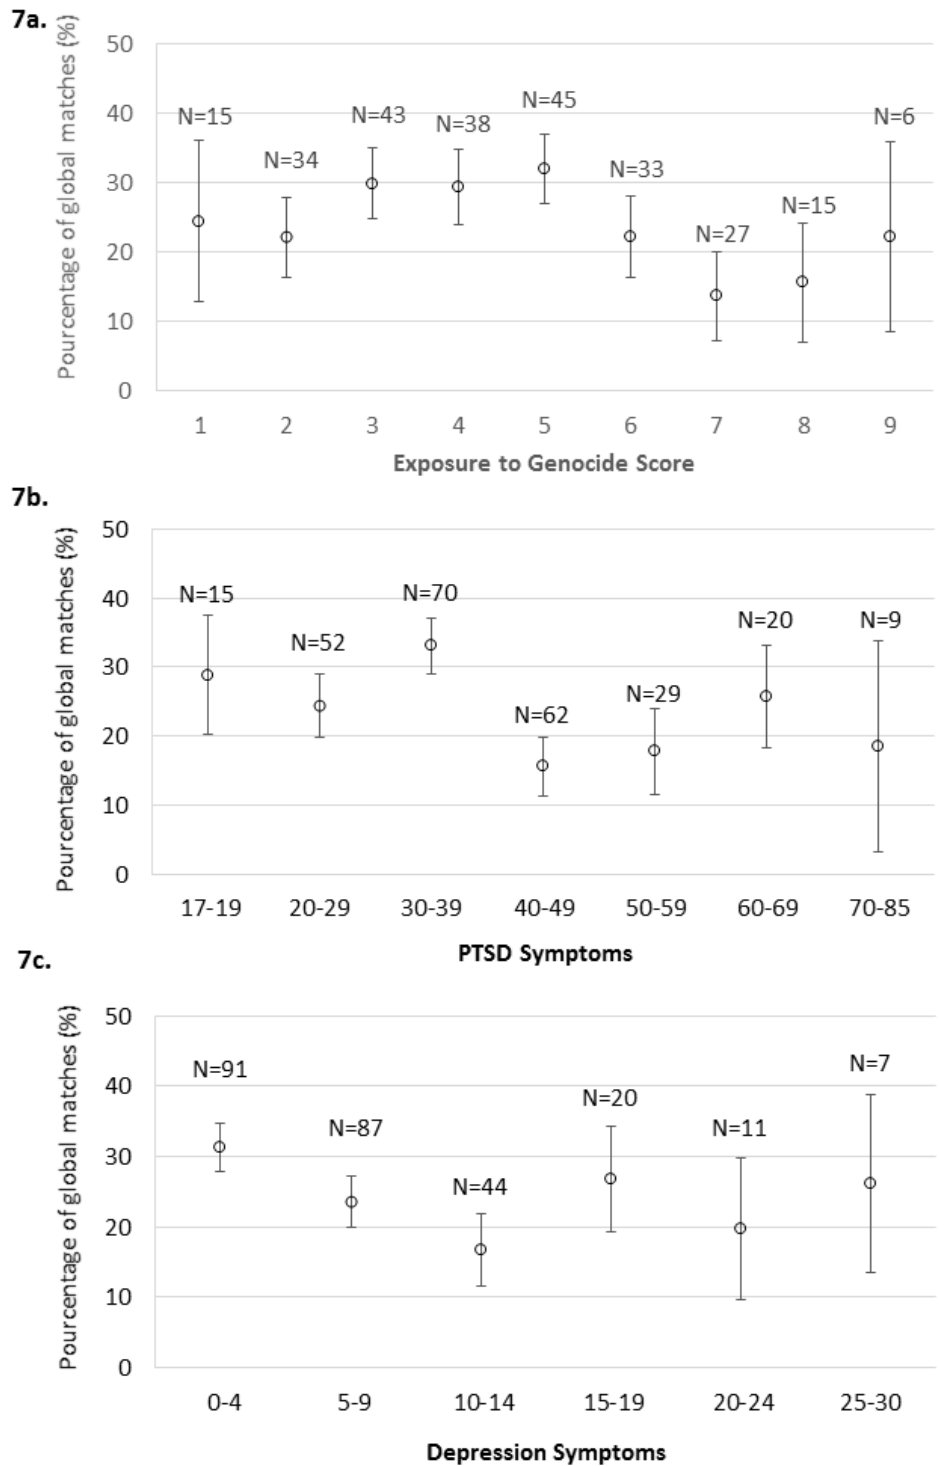 7a.
Pourcentage of global matches (%)
50
40
30
20
10
0
N=15
N=34
N=43
N=38
N=45
N=33
N=27
N=15
N=6
1 2 3 4 5 6 7 8 9
Exposure to Genocide Score
7b.
Pourcentage of global matches (%)
50
40
30
20
10
0
N=15
N=52
N=70
N=62
N=29
N=20
N=9
17-19 20-29 30-39 40-49 50-59 60-69 70-85
PTSD Symptoms
7c.
Pourcentage of global matches (%)
50
40
30
20
10
0
N=91
N=87
N=44
N=20
N=11
N=7
0-4 5-9 10-14 15-19 20-24 25-30
Depression Symptoms